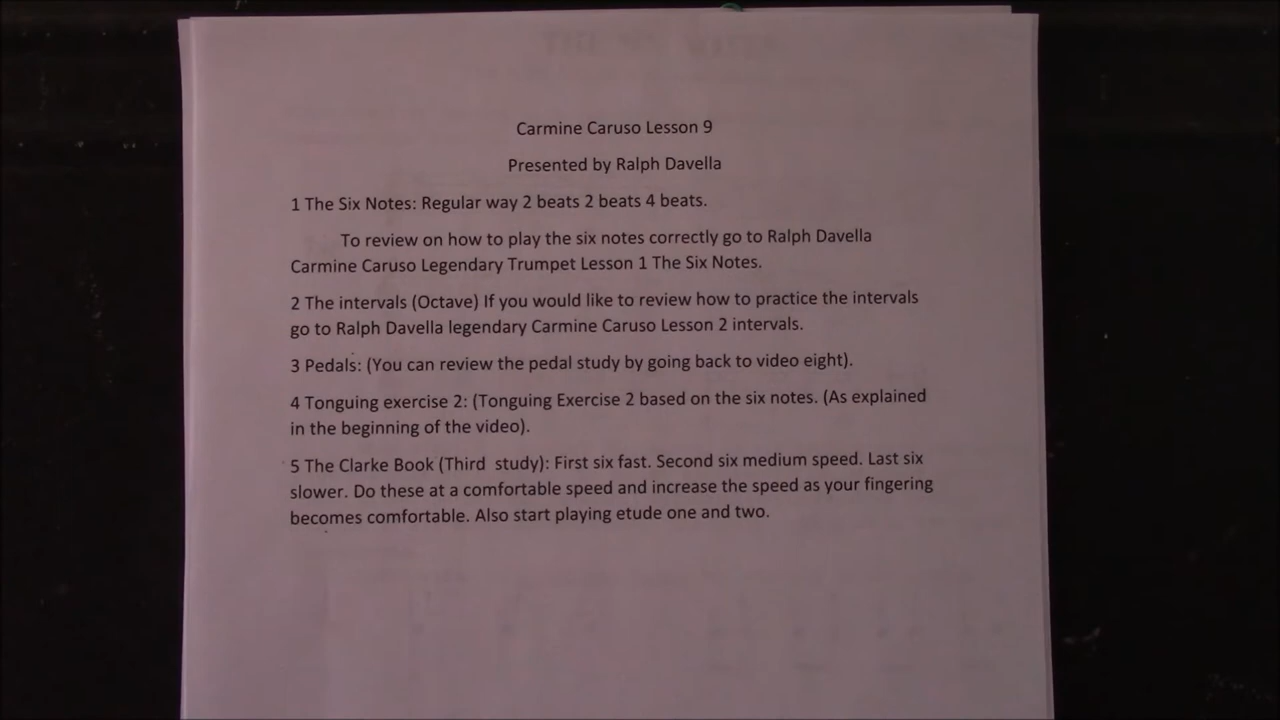 Carmine Caruso Lesson 9
Presented by Ralph Davella
1 The Six Notes: Regular way 2 beats 2 beats 4 beats.
To review on how to play the six notes correctly go to Ralph Davella
Carmine Caruso Legendary Trumpet Lesson 1 The Six Notes.
2 The intervals (Octave) If you would like to review how to practice the intervals
go to Ralph Davella legendary Carmine Caruso Lesson 2 intervals.
3 Pedals: (You can review the pedal study by going back to video eight).
4 Tonguing exercise 2: (Tonguing Exercise 2 based on the six notes. (As explained
in the beginning of the video).
5 The Clarke Book (Third study): First six fast. Second six medium speed. Last six
slower. Do these at a comfortable speed and increase the speed as your fingering
becomes comfortable. Also start playing etude one and two.